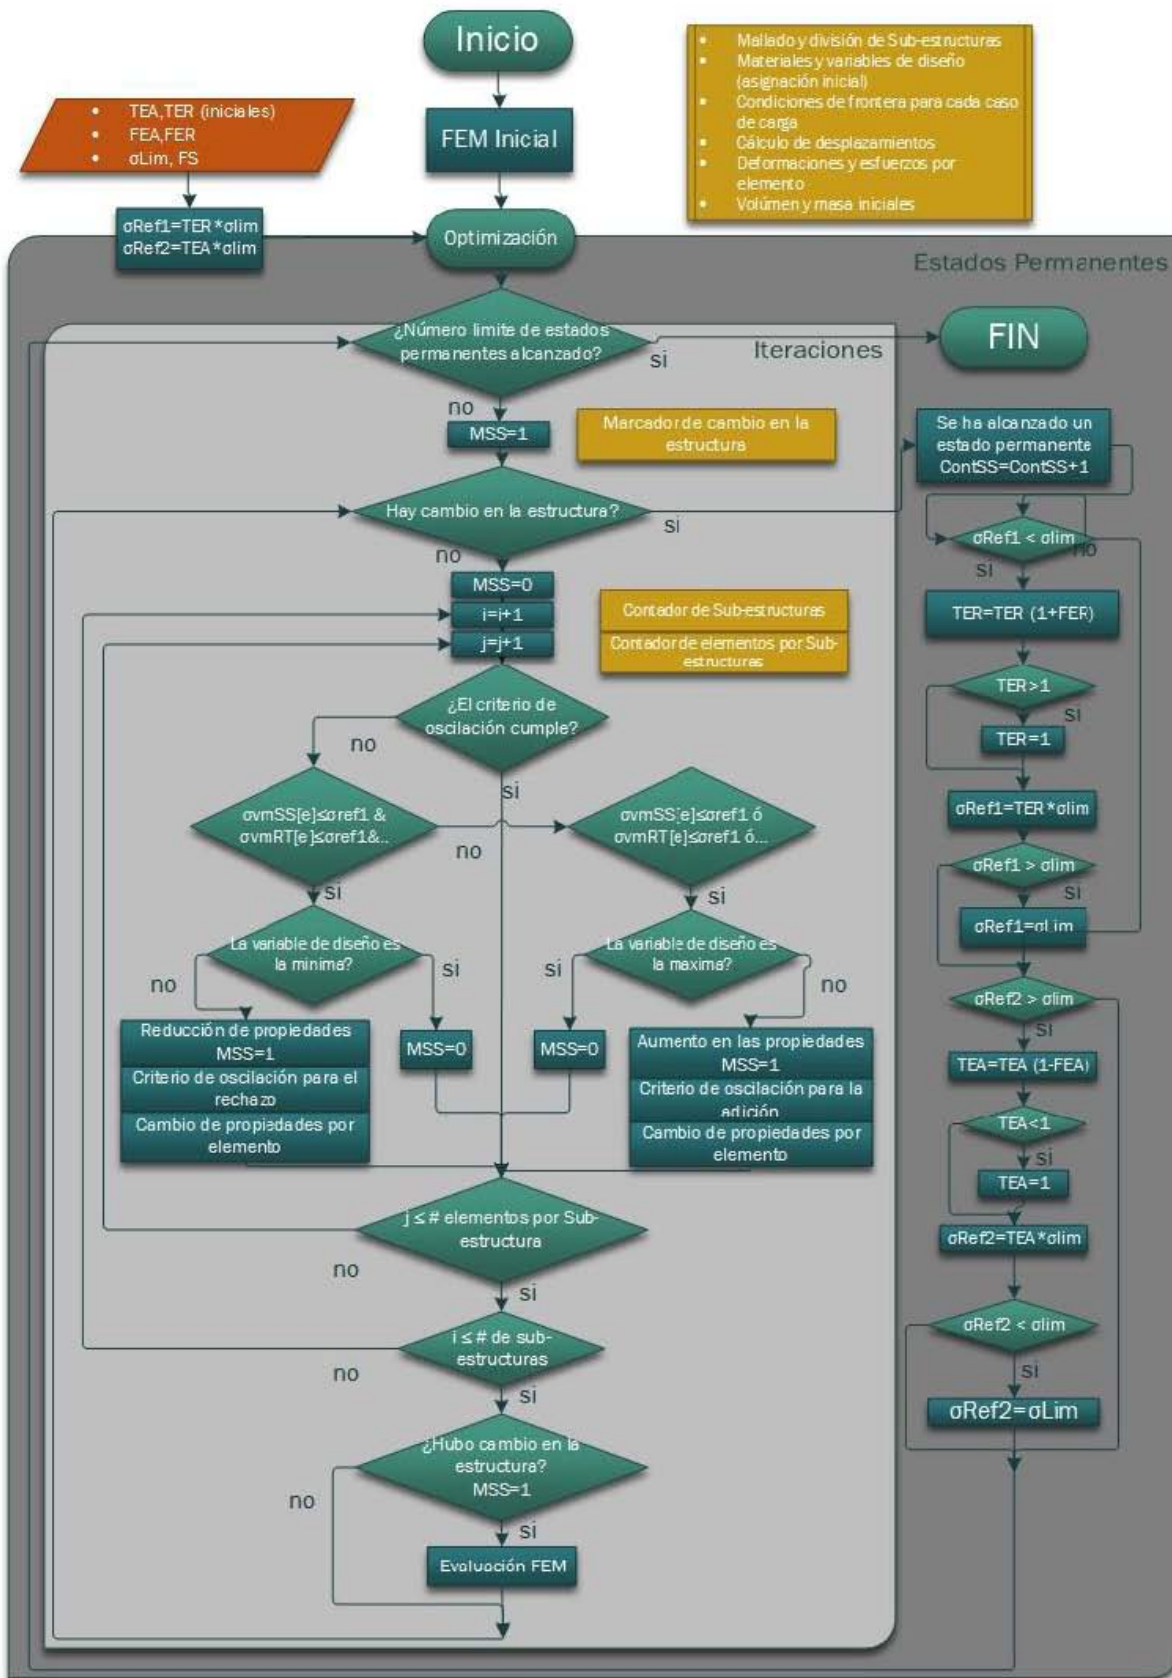 Inicio
• Mallado y división de Sub-estructuras
• Materiales y variables de diseño
(asignación inicial)
• Condiciones de frontera para cada caso
de carga
• Cálculo de desplazamientos
• Deformaciones y esfuerzos por
elemento
• Volúmen y masa iniciales
• TEA,TER (iniciales)
• FEA,FER
• σLim, FS
FEM Inicial
σRef1=TER*σlim
σRef2=TEA*σlim
Optimización
Estados Permanentes
¿Número limite de estados
permanentes alcanzado?
si
Iteraciones
FIN
no
MSS=1
Marcador de cambio en la
estructura
Se ha alcanzado un
estado permanente
ContSS=ContSS+1
Hay cambio en la estructura?
si
no
σRef1 < σlim
no
si
MSS=0
i=i+1
j=j+1
Contador de Sub-estructuras
Contador de elementos por Sub-
estructuras
TER=TER (1+FER)
¿El criterio de
oscilación cumple?
no
si
TER>1
si
TER=1
σvmSS[e]≤σref1 &
σvmRT[e]≤σref1&..
no
si
σvmSS[e]≤σref1 ó
σvmRT[e]≤σref1 ó...
si
σRef1=TER*σlim
σRef1 > σlim
si
σRef1=σLim
La variable de diseño es
la minima?
no
si
La variable de diseño es
la maxima?
si
no
σRef2 > σlim
si
Reducción de propiedades
MSS=1
Criterio de oscilación para el
rechazo
Cambio de propiedades por
elemento
MSS=0
MSS=0
Aumento en las propiedades
MSS=1
Criterio de oscilación para la
adición
Cambio de propiedades por
elemento
TEA=TEA (1-FEA)
TEA<1
si
TEA=1
σRef2=TEA*σlim
j ≤ # elementos por Sub-
estructura
no
si
i ≤ # de sub-
estructuras
no
si
σRef2 < σlim
si
σRef2=σLim
¿Hubo cambio en la
estructura?
MSS=1
no
si
Evaluación FEM